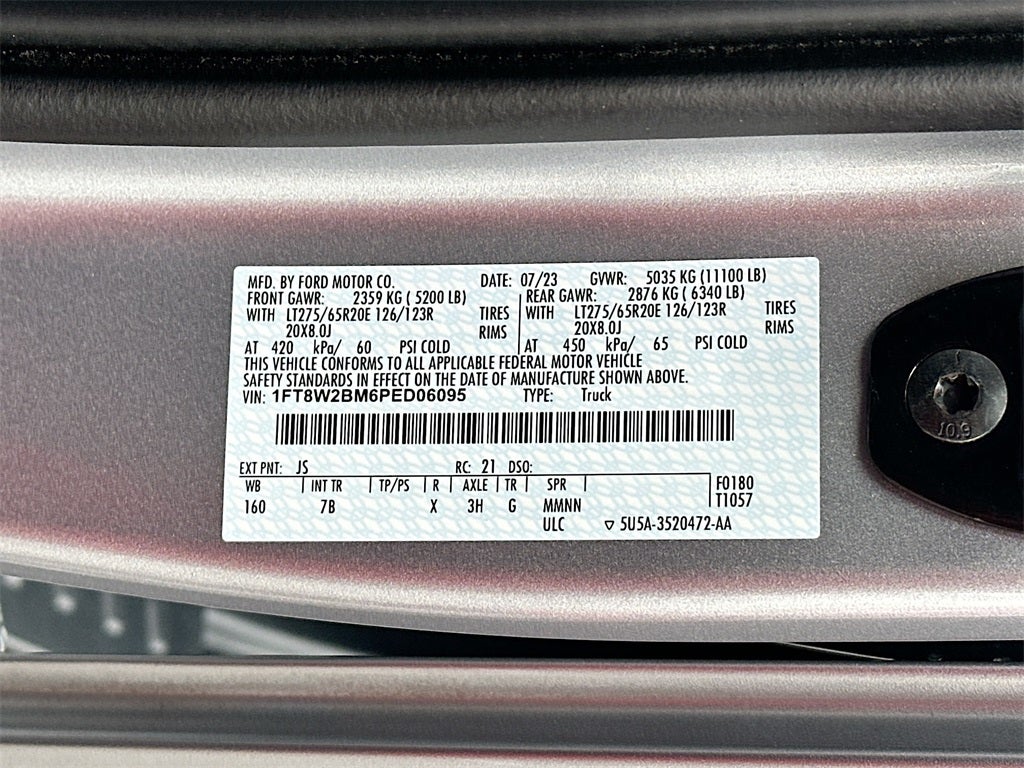 MFD. BY FORD MOTOR CO. DATE: 07/23 GVWR: 5035 KG (11100 LB)
FRONT GAWR: 2359 KG ( 5200 LB) REAR GAWR: 2876 KG ( 6340 LB)
WITH LT275/65R20E 126/123R TIRES WITH LT275/65R20E 126/123R TIRES
20X8.0J RIMS 20X8.0J RIMS
AT 420 kPa/ 60 PSI COLD AT 450 kPa/ 65 PSI COLD
THIS VEHICLE CONFORMS TO ALL APPLICABLE FEDERAL MOTOR VEHICLE
SAFETY STANDARDS IN EFFECT ON THE DATE OF MANUFACTURE SHOWN ABOVE.
VIN: 1FT8W2BM6PED06095 TYPE: Truck
EXT PNT: JS RC: 21 DSO:
WB INT TR TP/PS R AXLE TR SPR F0180
160 7B X 3H G MMNN T1057
ULC ▽ 5U5A-3520472-AA
10.9